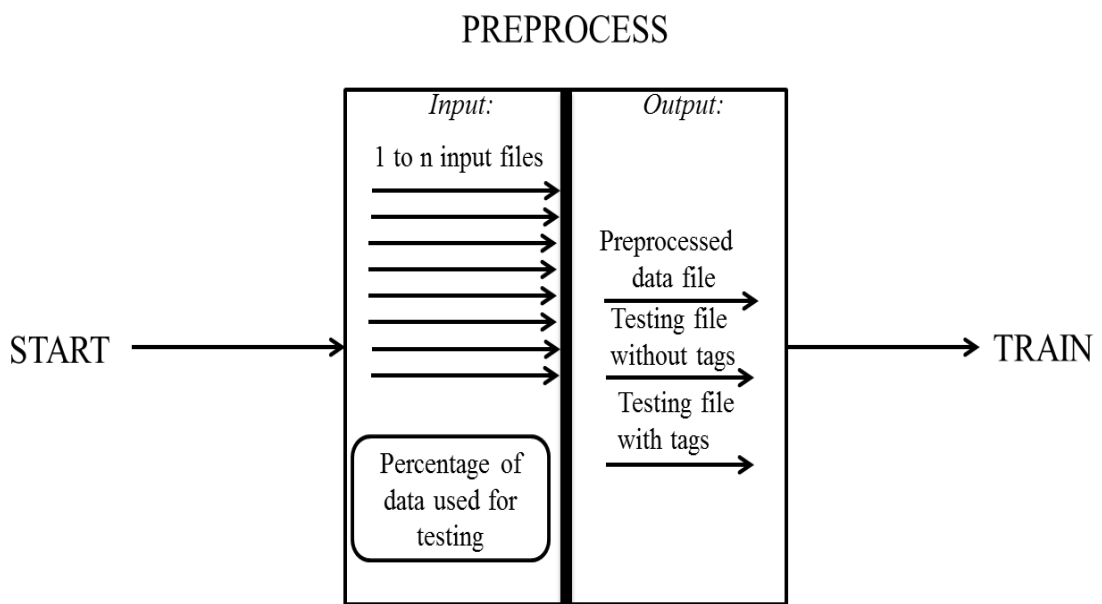 PREPROCESS
Input:
Output:
1 to n input files
Preprocessed
data file
Testing file
without tags
Testing file
with tags
START
TRAIN
Percentage of
data used for
testing